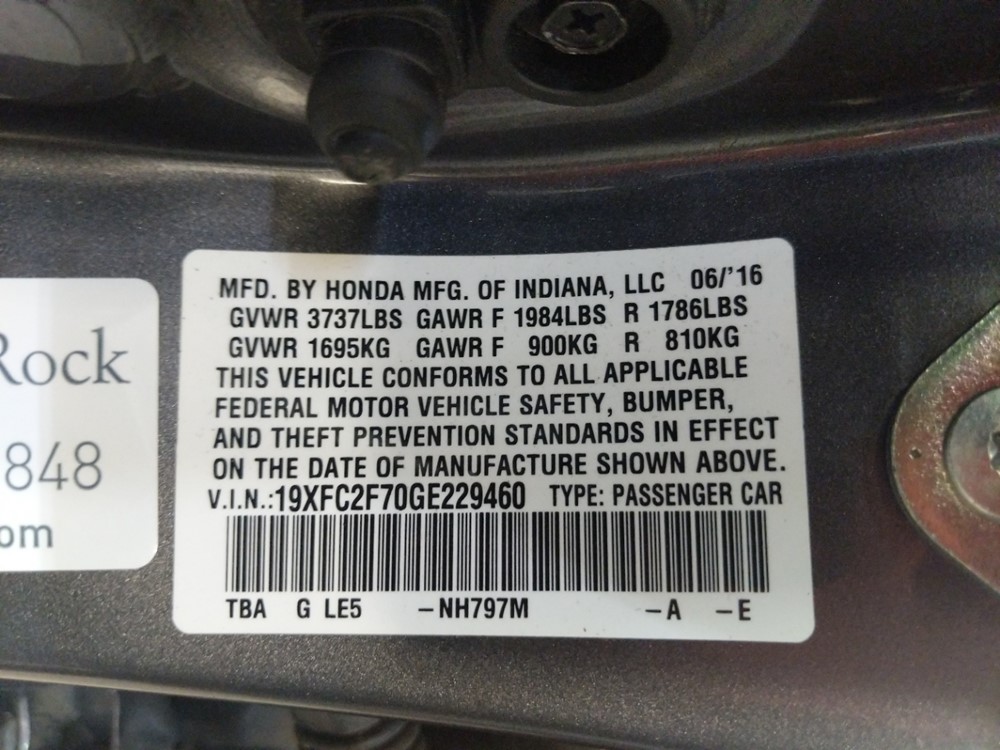 MFD. BY HONDA MFG. OF INDIANA, LLC 06/'16
GVWR 3737LBS GAWR F 1984LBS R 1786LBS
GVWR 1695KG GAWR F 900KG R 810KG
THIS VEHICLE CONFORMS TO ALL APPLICABLE
FEDERAL MOTOR VEHICLE SAFETY, BUMPER,
AND THEFT PREVENTION STANDARDS IN EFFECT
ON THE DATE OF MANUFACTURE SHOWN ABOVE.
V.I.N.:19XFC2F70GE229460 TYPE: PASSENGER CAR
TBA G LE5 -NH797M -A -E
Rock
848
om